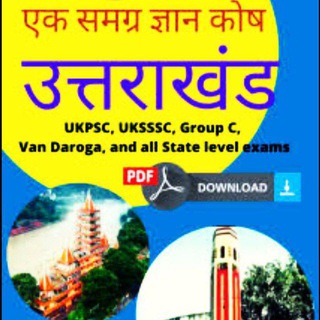 एक समग्र ज्ञान कोष
उत्तराखंड
UKPSC, UKSSSC, Group C,
Van Daroga, and all State level exams
PDF
DOWNLOAD